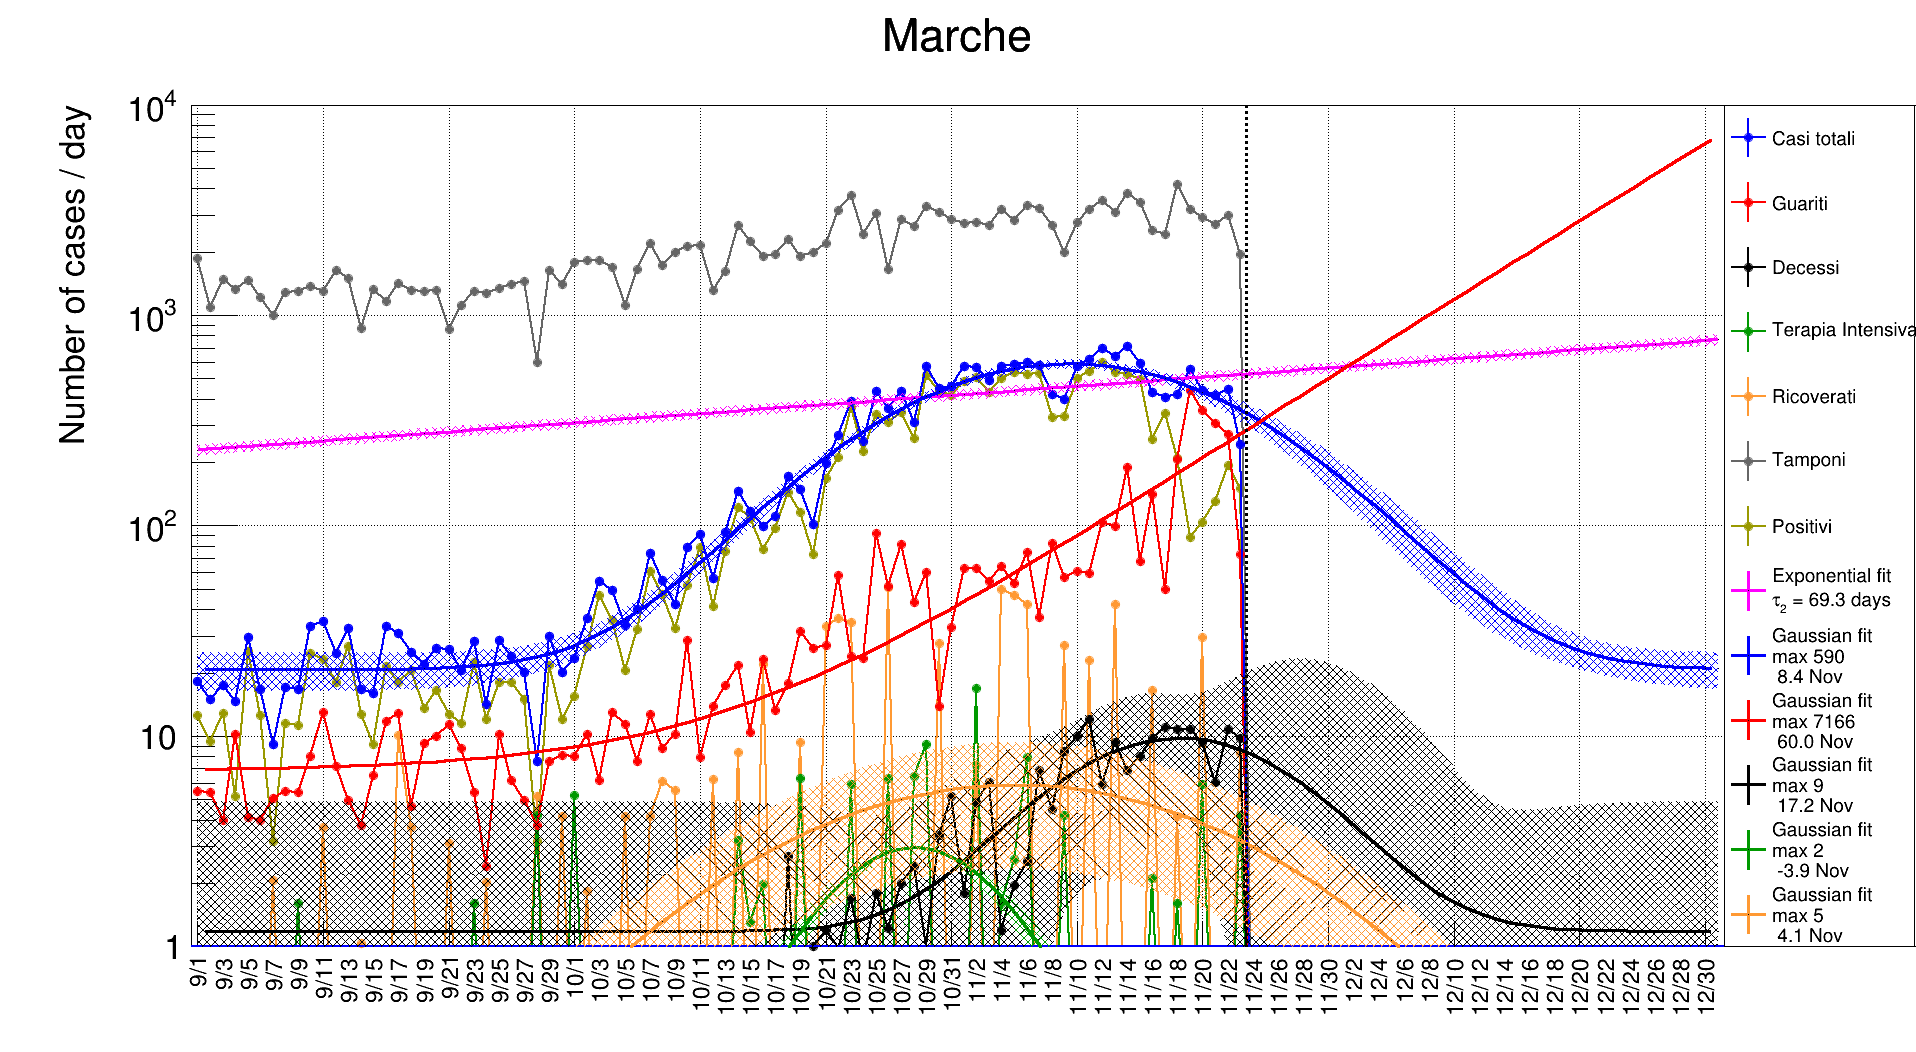 Marche
Number of cases / day
10^4
10^3
10^2
10
1
9/1 9/3 9/5 9/7 9/9 9/11 9/13 9/15 9/17 9/19 9/21 9/23 9/25 9/27 9/29 10/1 10/3 10/5 10/7 10/9 10/11 10/13 10/15 10/17 10/19 10/21 10/23 10/25 10/27 10/29 10/31 11/2 11/4 11/6 11/8 11/10 11/12 11/14 11/16 11/18 11/20 11/22 11/24 11/26 11/28 11/30 12/2 12/4 12/6 12/8 12/10 12/12 12/14 12/16 12/18 12/20 12/22 12/24 12/26 12/28 12/30
Casi totali
Guariti
Decessi
Terapia Intensiva
Ricoverati
Tamponi
Positivi
Exponential fit
τ₂ = 69.3 days
Gaussian fit
max 590
8.4 Nov
Gaussian fit
max 7166
60.0 Nov
Gaussian fit
max 9
17.2 Nov
Gaussian fit
max 2
-3.9 Nov
Gaussian fit
max 5
4.1 Nov